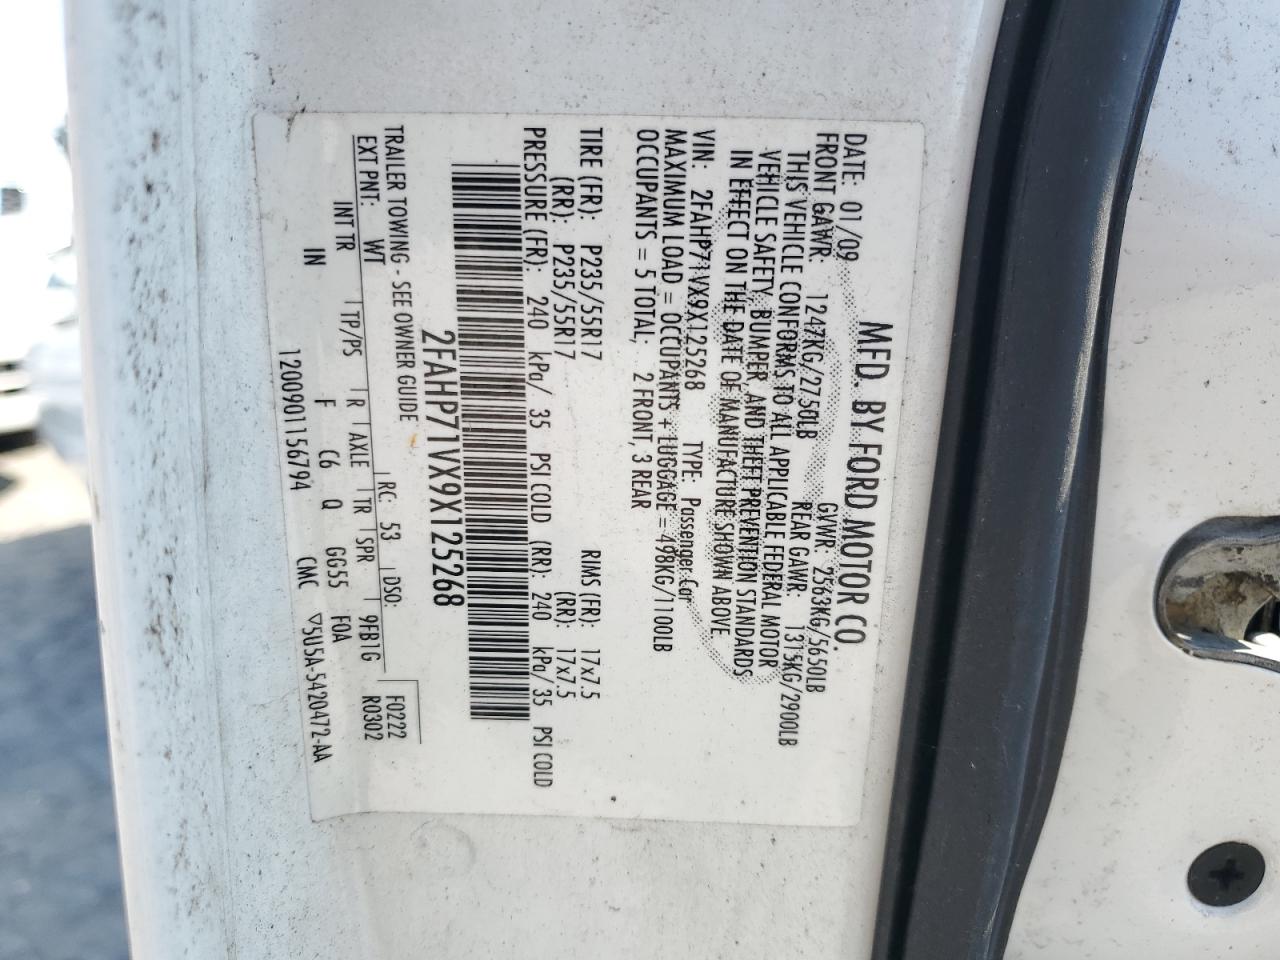 MFD. BY FORD MOTOR CO.
DATE: 01/09 GVWR: 2563KG/5650LB
FRONT GAWR: 1247KG/2750LB REAR GAWR: 1315KG/2900LB
THIS VEHICLE CONFORMS TO ALL APPLICABLE FEDERAL MOTOR
VEHICLE SAFETY, BUMPER, AND THEFT PREVENTION STANDARDS
IN EFFECT ON THE DATE OF MANUFACTURE SHOWN ABOVE.
VIN: 2FAHP71VX9X125268 TYPE: Passenger Car
MAXIMUM LOAD = OCCUPANTS + LUGGAGE = 498KG/1100LB
OCCUPANTS = 5 TOTAL; 2 FRONT, 3 REAR
TIRE (FR): P235/55R17 RIMS (FR): 17x7.5
(RR): P235/55R17 (RR): 17x7.5
PRESSURE (FR): 240 kPa/ 35 PSI COLD (RR): 240 kPa/ 35 PSI COLD
2FAHP71VX9X125268
TRAILER TOWING - SEE OWNER GUIDE RC: 53 DSO: F0222
EXT PNT: WT 9FB11G R0302
INT TR TP/PS R AXLE TR SPR
IN F C6 Q GG55 F0A
1200901156794 CMC ▽5U5A-5420472-AA